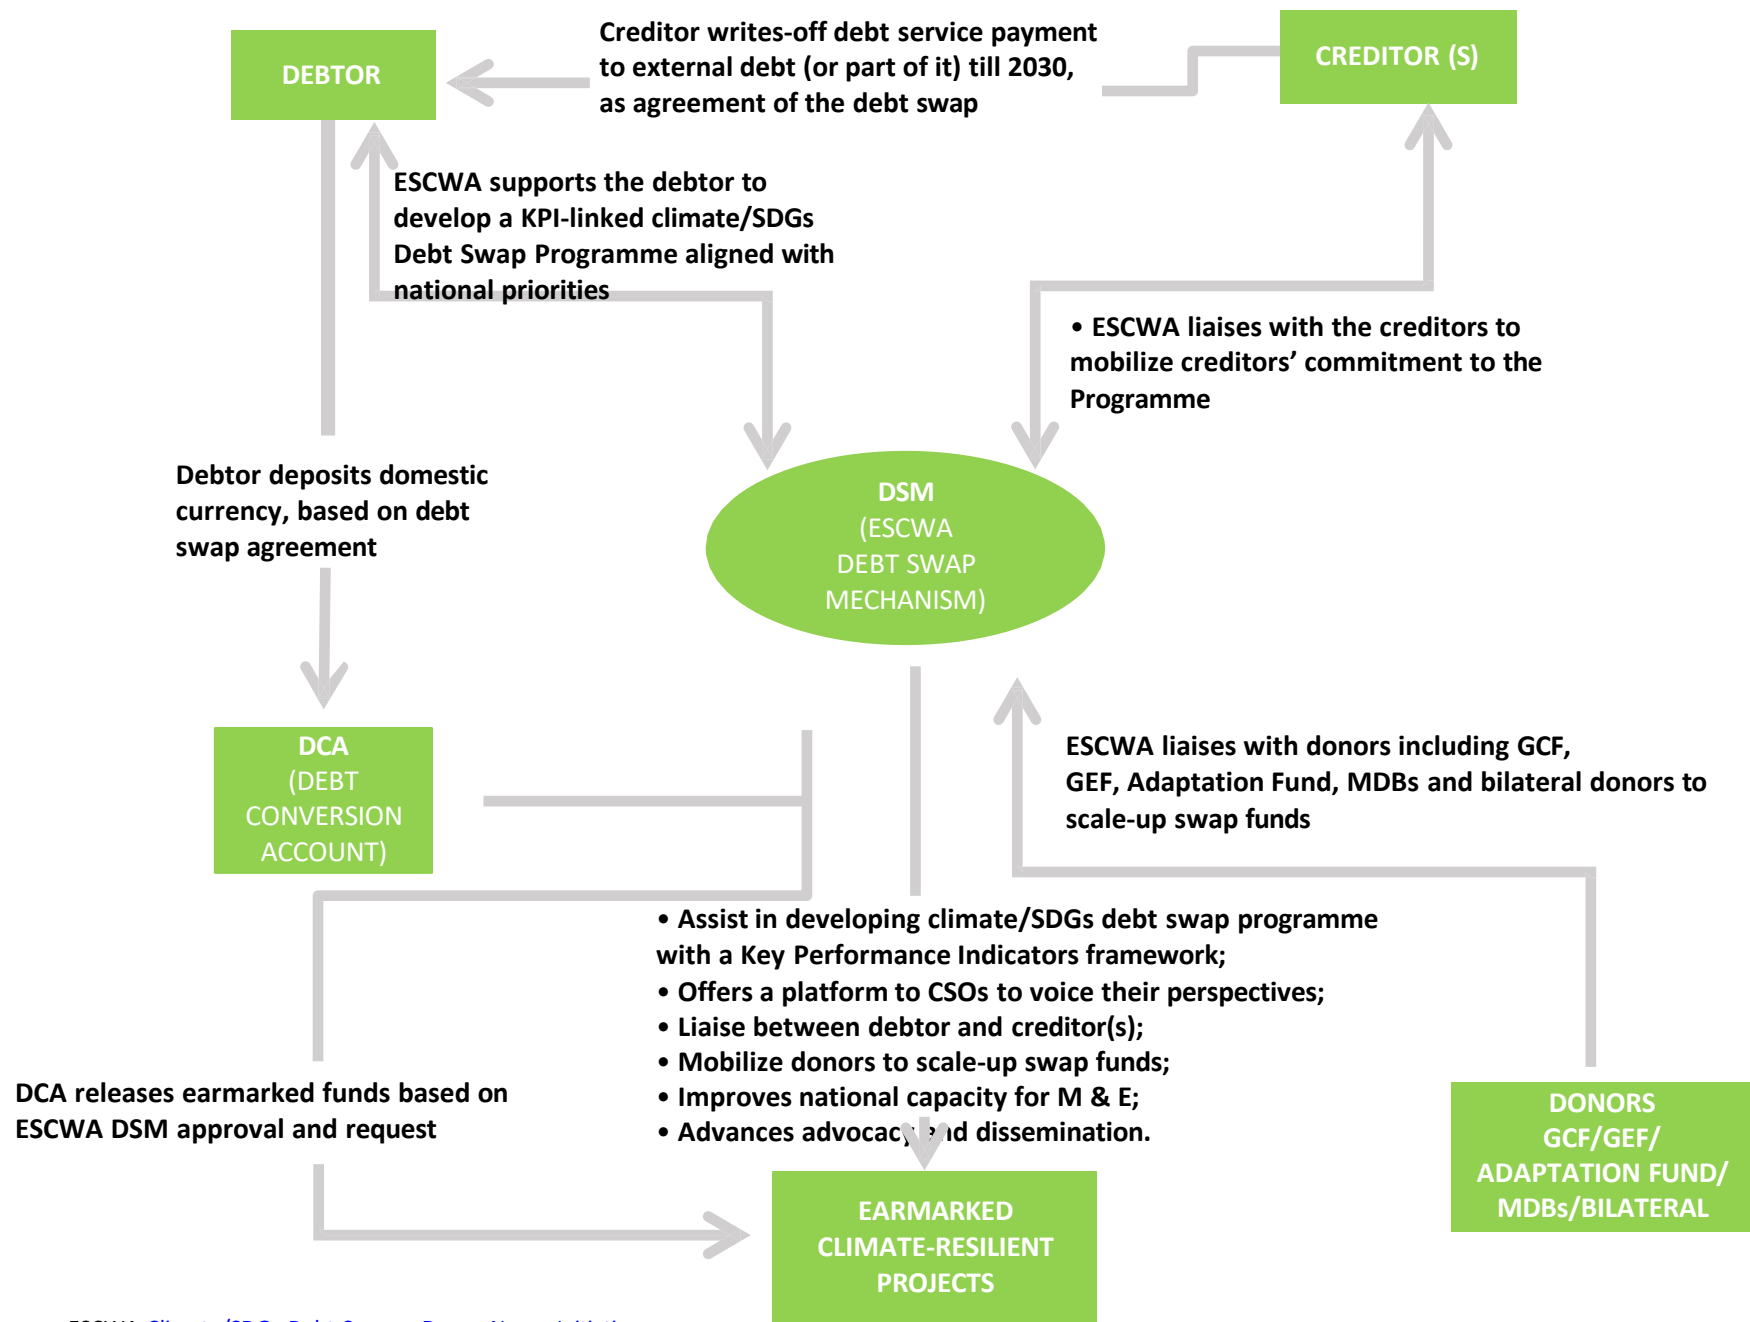 DEBTOR
Creditor writes-off debt service payment
to external debt (or part of it) till 2030,
as agreement of the debt swap
CREDITOR (S)
ESCWA supports the debtor to
develop a KPI-linked climate/SDGs
Debt Swap Programme aligned with
national priorities
• ESCWA liaises with the creditors to
mobilize creditors’ commitment to the
Programme
Debtor deposits domestic
currency, based on debt
swap agreement
DSM
(ESCWA
DEBT SWAP
MECHANISM)
DCA
(DEBT
CONVERSION
ACCOUNT)
ESCWA liaises with donors including GCF,
GEF, Adaptation Fund, MDBs and bilateral donors to
scale-up swap funds
• Assist in developing climate/SDGs debt swap programme
with a Key Performance Indicators framework;
• Offers a platform to CSOs to voice their perspectives;
• Liaise between debtor and creditor(s);
• Mobilize donors to scale-up swap funds;
• Improves national capacity for M & E;
• Advances advocacy and dissemination.
DCA releases earmarked funds based on
ESCWA DSM approval and request
DONORS
GCF/GEF/
ADAPTATION FUND/
MDBs/BILATERAL
EARMARKED
CLIMATE-RESILIENT
PROJECTS